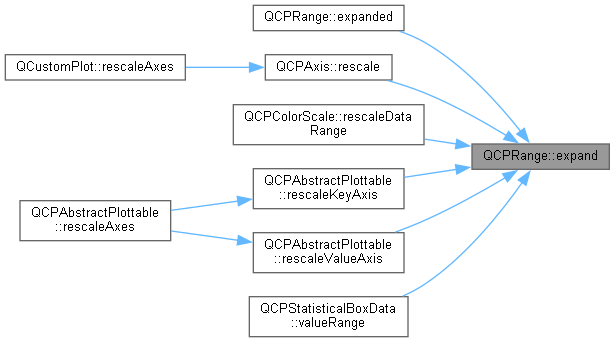 QCPRange::expanded
QCustomPlot::rescaleAxes
QCPAxis::rescale
QCPColorScale::rescaleData
Range
QCPRange::expand
QCPAbstractPlottable
::rescaleKeyAxis
QCPAbstractPlottable
::rescaleAxes
QCPAbstractPlottable
::rescaleValueAxis
QCPStatisticalBoxData
::valueRange